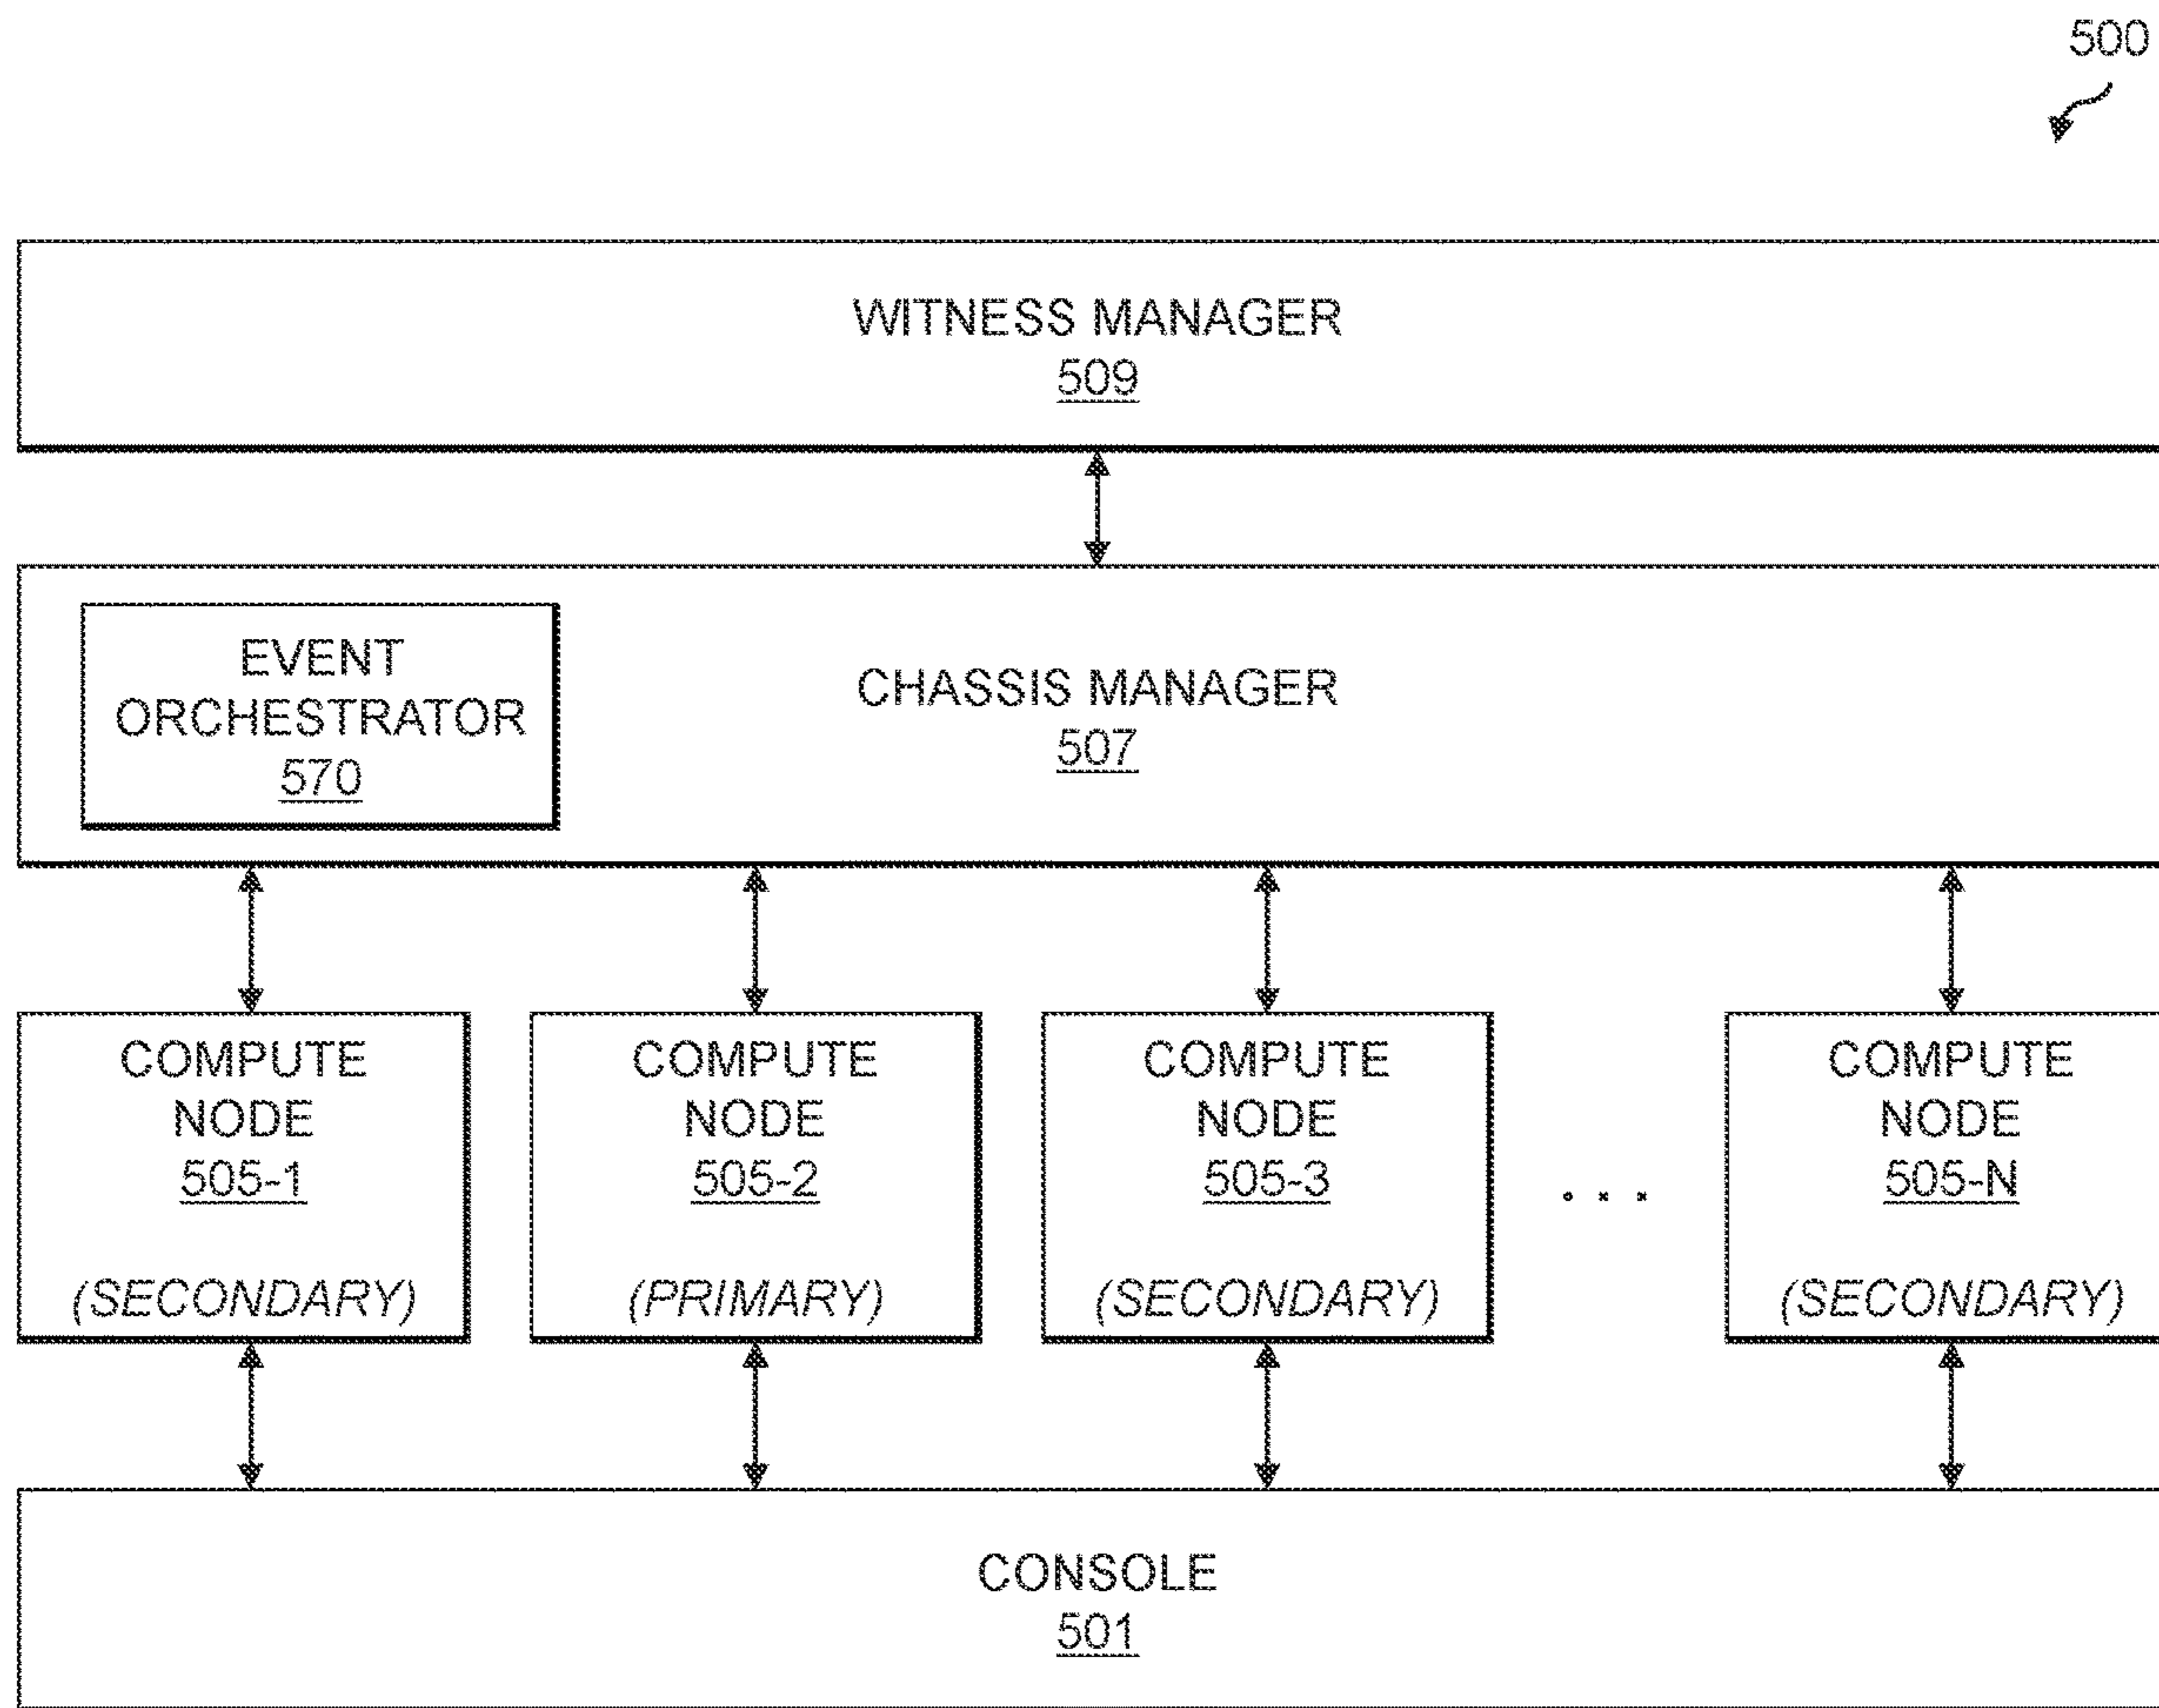 500
WITNESS MANAGER
509
EVENT
ORCHESTRATOR
570
CHASSIS MANAGER
507
COMPUTE
NODE
505-1
(SECONDARY)
COMPUTE
NODE
505-2
(PRIMARY)
COMPUTE
NODE
505-3
(SECONDARY)
. . .
COMPUTE
NODE
505-N
(SECONDARY)
CONSOLE
501